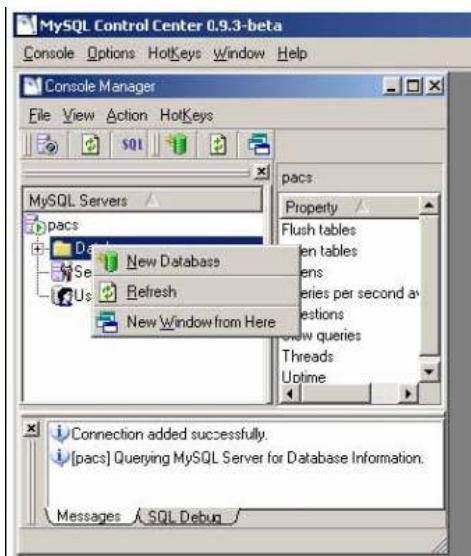 MySQL Control Center 0.9.3-beta
Console Options HotKeys Window Help
Console Manager
File View Action HotKeys
SQL
MySQL Servers
pacs
New Database
Refresh
New Window from Here
pacs
Property
Flush tables
Threads
Uptime
Connection added successfully.
[pacs] Querying MySQL Server for Database Information.
Messages
SQL Debug